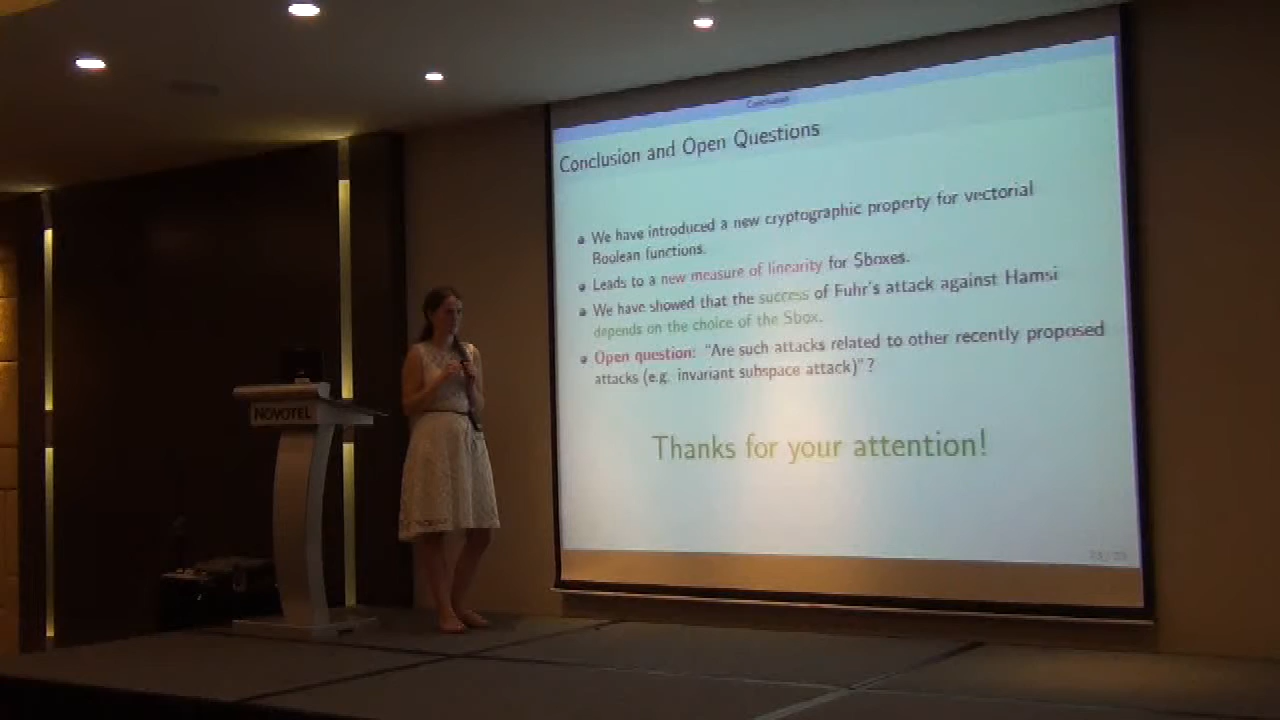 Conclusion
Conclusion and Open Questions
We have introduced a new cryptographic property for vectorial
Boolean functions.
Leads to a new measure of linearity for Sboxes.
We have showed that the success of Fuhr's attack against Hamsi
depends on the choice of the Sbox.
Open question: "Are such attacks related to other recently proposed
attacks (e.g. invariant subspace attack)"?
Thanks for your attention!
NOVOTEL